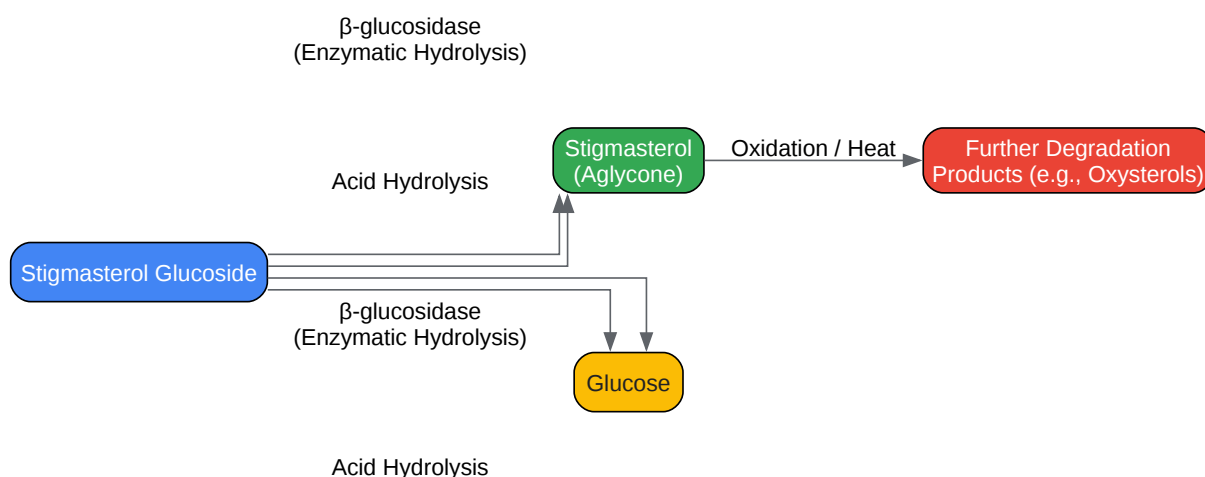 β-glucosidase
(Enzymatic Hydrolysis)
Acid Hydrolysis
Stigmasterol
(Aglycone)
Oxidation / Heat
Further Degradation
Products (e.g., Oxysterols)
Stigmasterol Glucoside
β-glucosidase
(Enzymatic Hydrolysis)
Glucose
Acid Hydrolysis